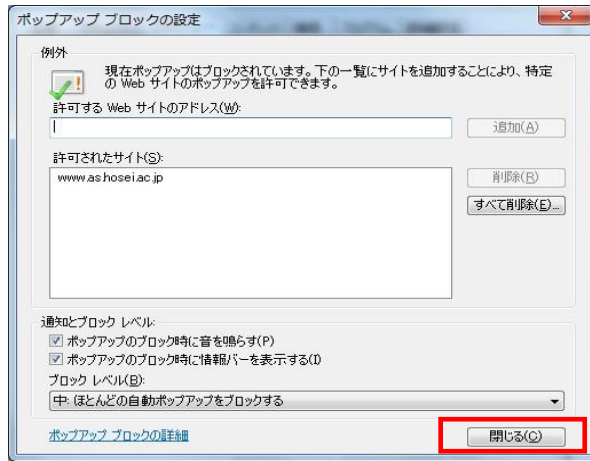 ポップアップ ブロックの設定
例外
現在ポップアップはブロックされています。下の一覧にサイトを追加することにより、特定
の Web サイトのポップアップを許可できます。
許可する Web サイトのアドレス(W):
追加(A)
許可されたサイト(S):
www.as.hosei.ac.jp
削除(R)
すべて削除(E)...
通知とブロック レベル:
ポップアップのブロック時に音を鳴らす(P)
ポップアップのブロック時に情報バーを表示する(I)
ブロック レベル(B):
中: ほとんどの自動ポップアップをブロックする
ポップアップ ブロックの詳細
閉じる(C)